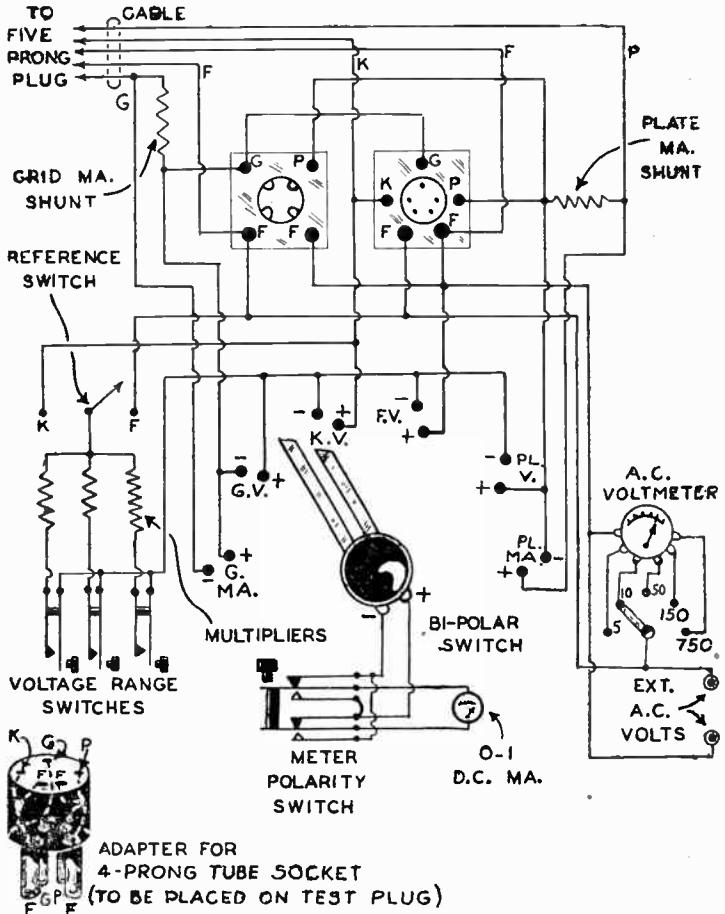 TO CABLE
FIVE
PRONG
PLUG
G
F
K
F
P
PLATE
MA.
SHUNT
GRID MA.
SHUNT
G P
F F
G
K P
F F
REFERENCE
SWITCH
K F
- + K.V.
- F.V. +
- G.V. +
- PL. V. +
A.C.
VOLTMETER
+ - G. MA.
PL. MA. - +
10 50
150
5 750
- +
BI-POLAR
SWITCH
MULTIPLIERS
VOLTAGE RANGE
SWITCHES
EXT.
A.C.
VOLTS
METER
POLARITY
SWITCH
0-1
D.C. MA.
K G P
F F
ADAPTER FOR
4-PRONG TUBE SOCKET
(TO BE PLACED ON TEST PLUG)
F G P F